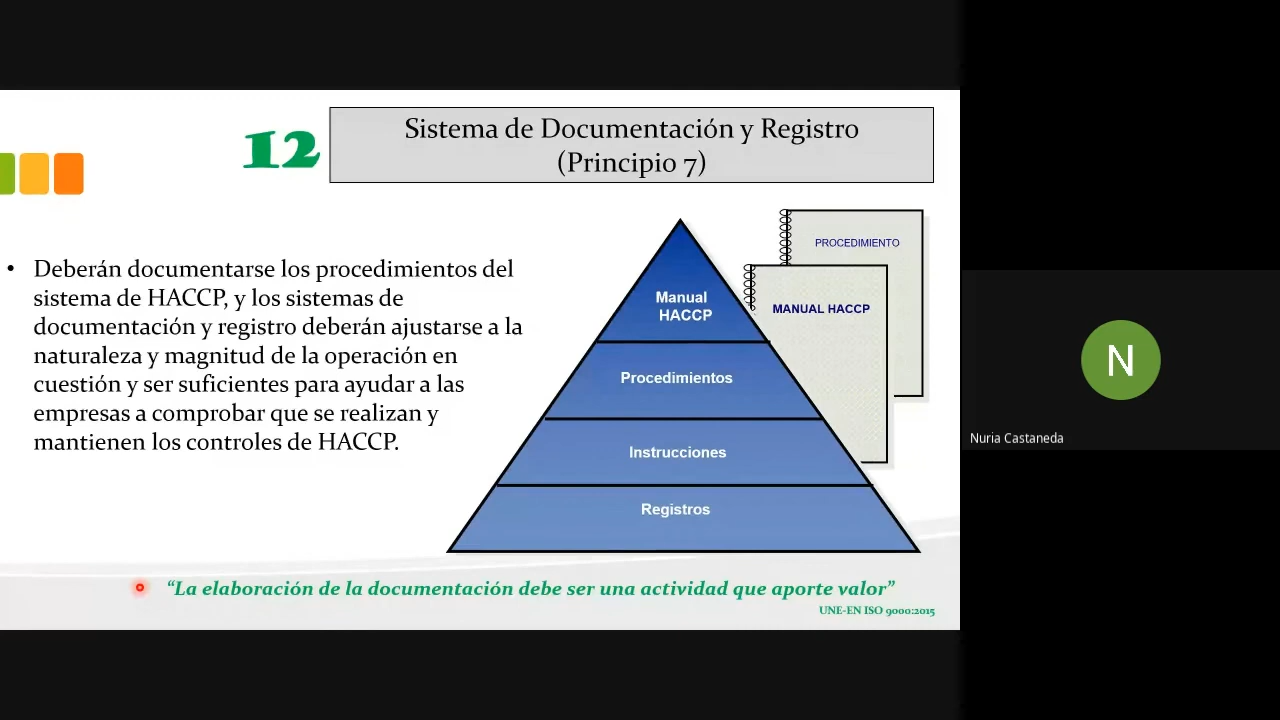 12
Sistema de Documentación y Registro
(Principio 7)
• Deberán documentarse los procedimientos del
sistema de HACCP, y los sistemas de
documentación y registro deberán ajustarse a la
naturaleza y magnitud de la operación en
cuestión y ser suficientes para ayudar a las
empresas a comprobar que se realizan y
mantienen los controles de HACCP.
PROCEDIMIENTO
MANUAL HACCP
Manual
HACCP
Procedimientos
Instrucciones
Registros
“La elaboración de la documentación debe ser una actividad que aporte valor”
UNE-EN ISO 9000:2015
N
Nuria Castaneda